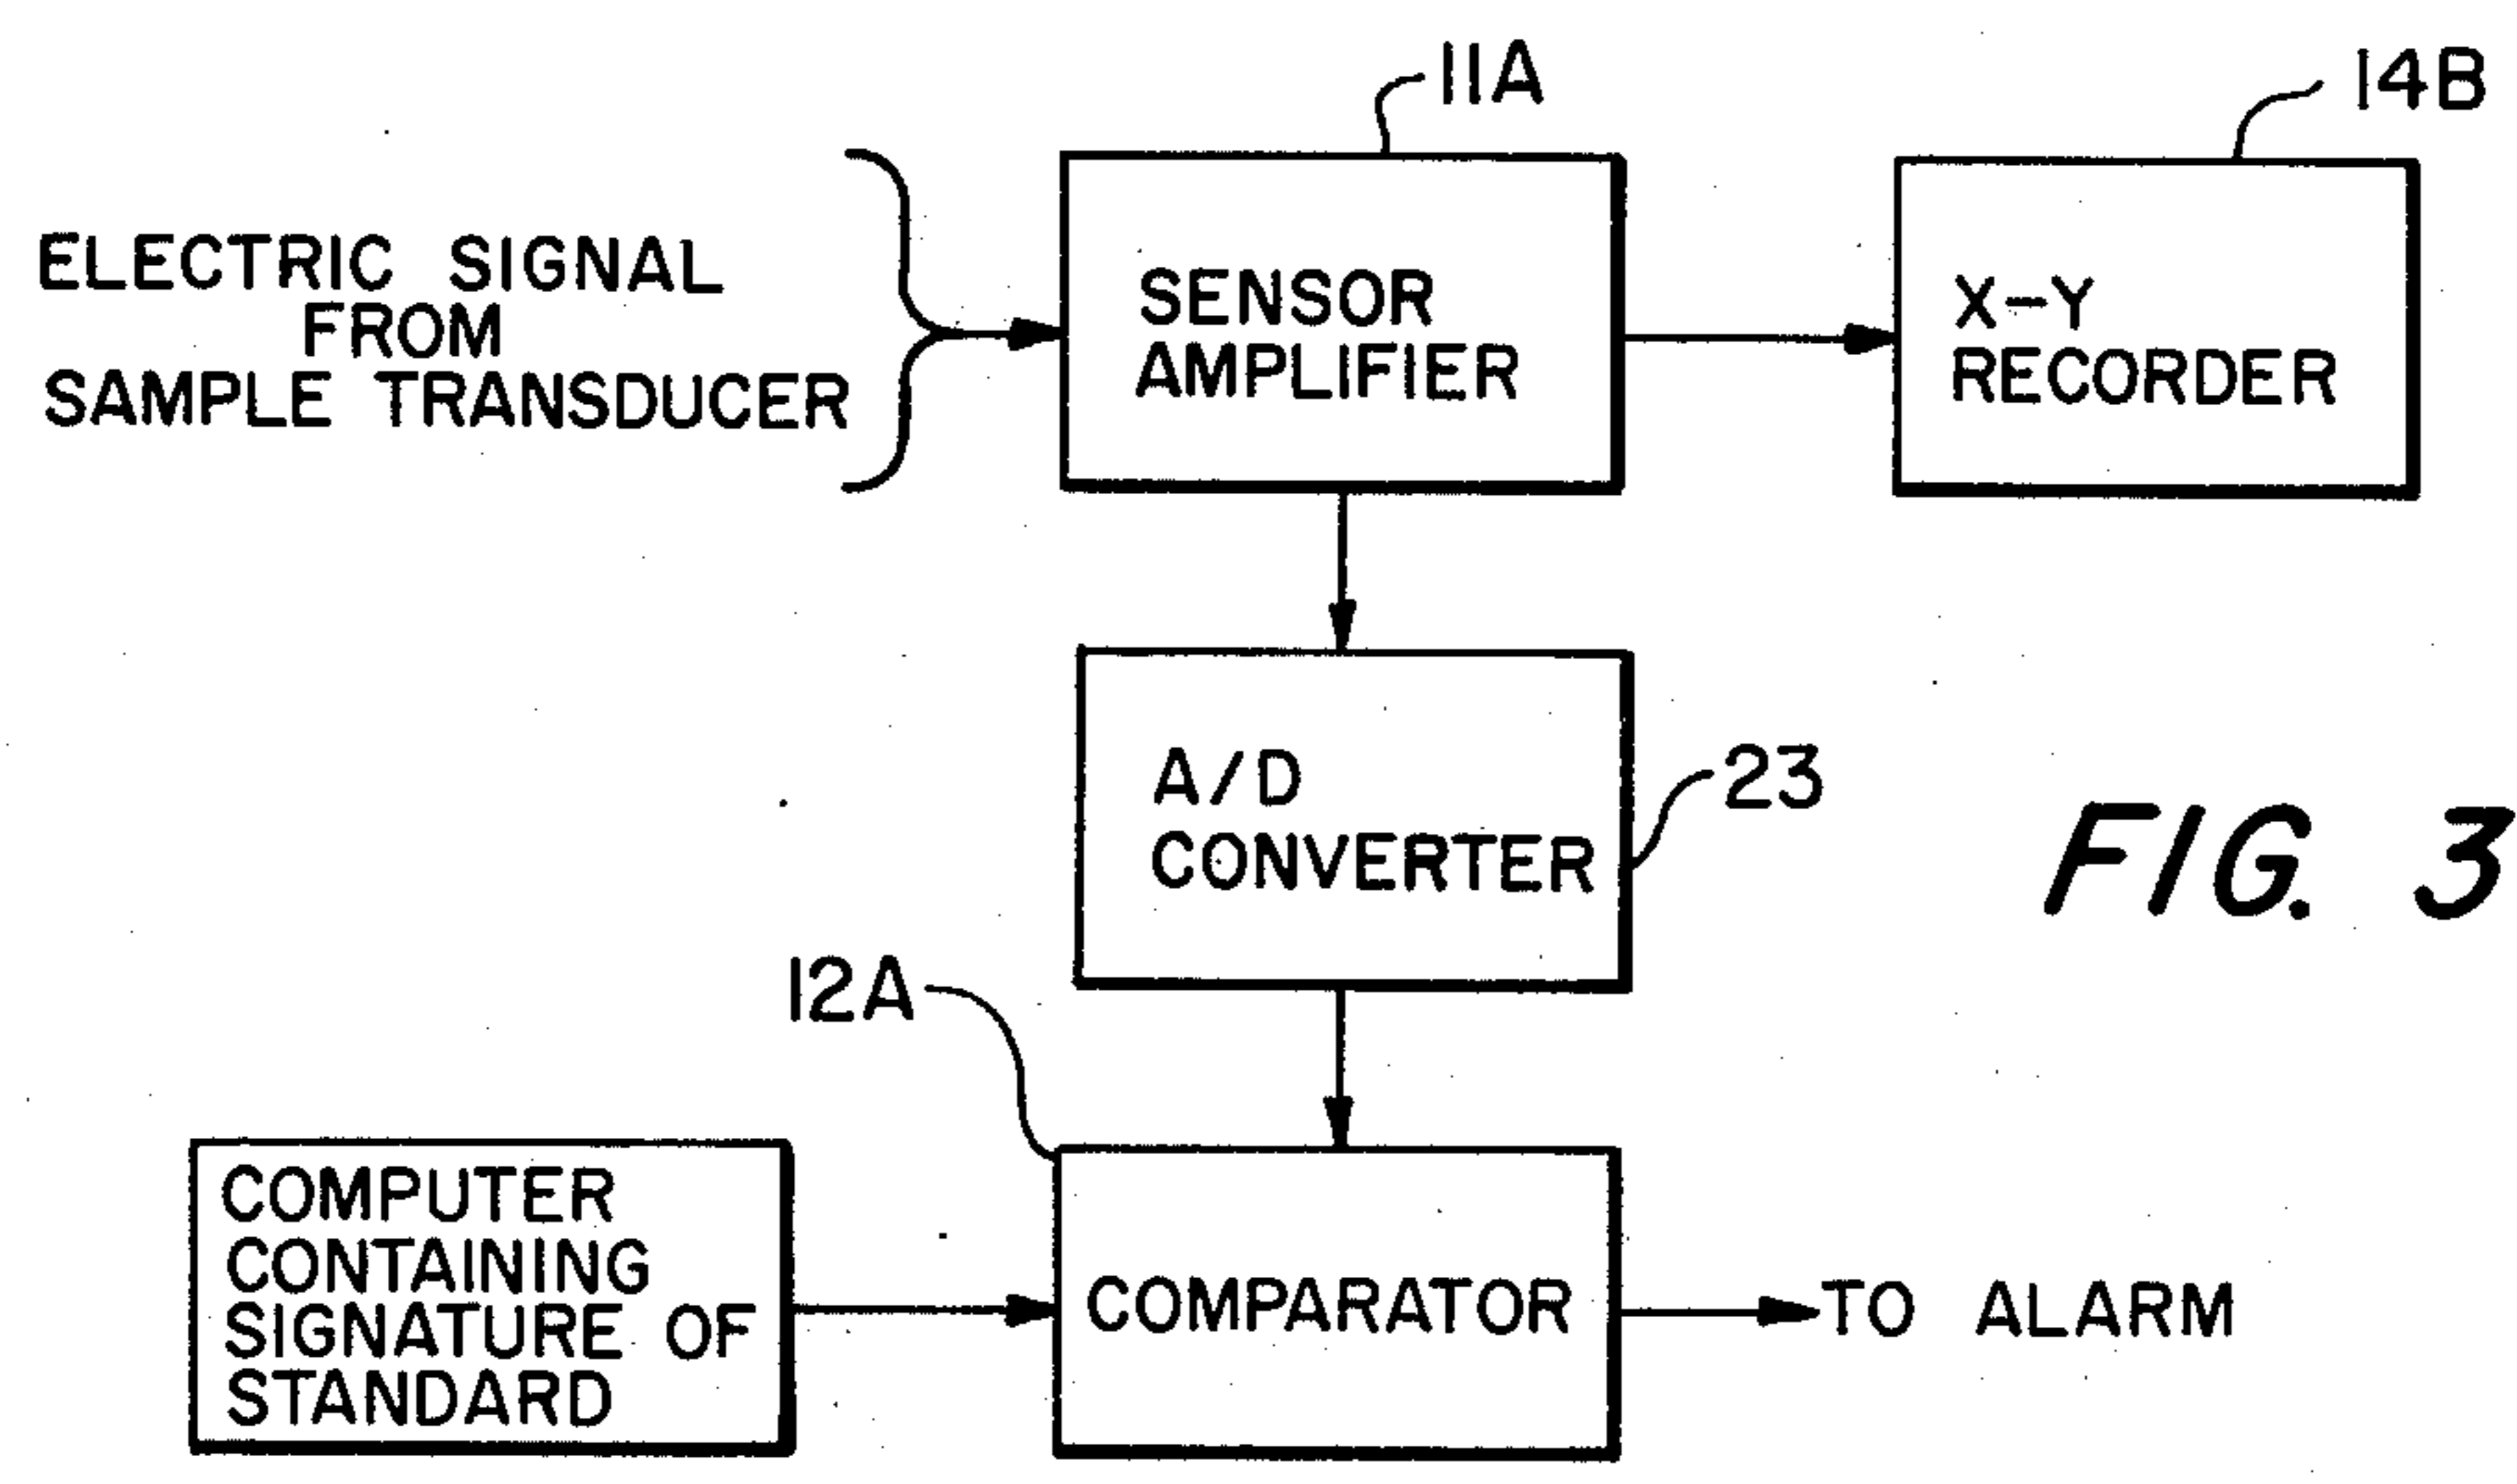 11A
14B
ELECTRIC SIGNAL
FROM
SAMPLE TRANSDUCER
SENSOR
AMPLIFIER
X-Y
RECORDER
A/D
CONVERTER
23
FIG. 3
12A
COMPUTER
CONTAINING
SIGNATURE OF
STANDARD
COMPARATOR
TO ALARM